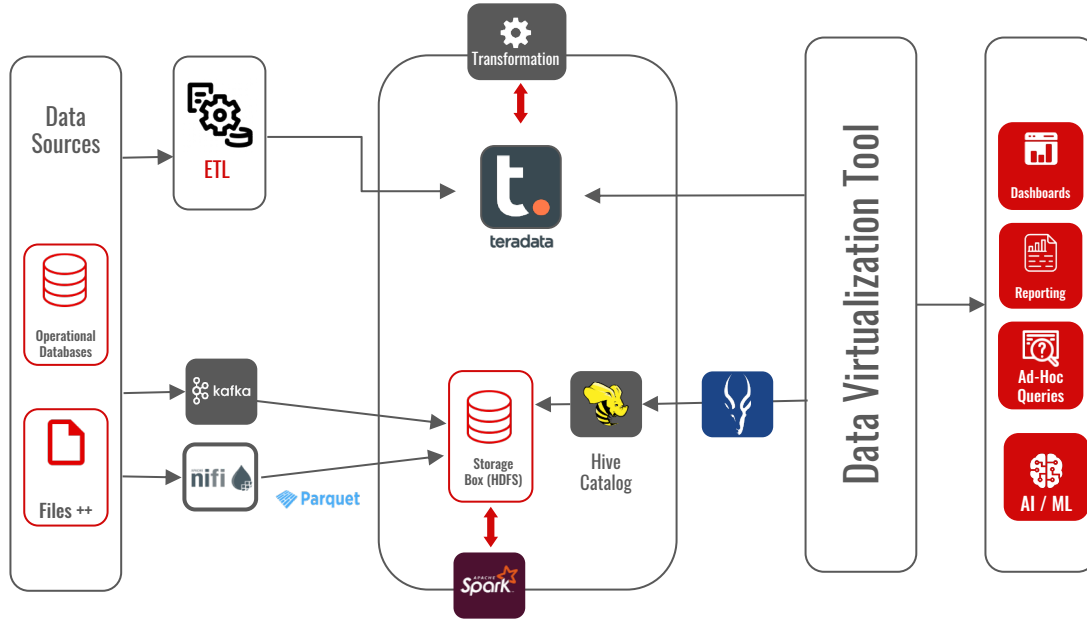 Transformation
Data
Sources
ETL
t.
teradata
Operational
Databases
kafka
nifi
Files ++
Parquet
Storage
Box (HDFS)
Hive
Catalog
APACHE
Spark
Data Virtualization Tool
Dashboards
Reporting
Ad-Hoc
Queries
AI / ML